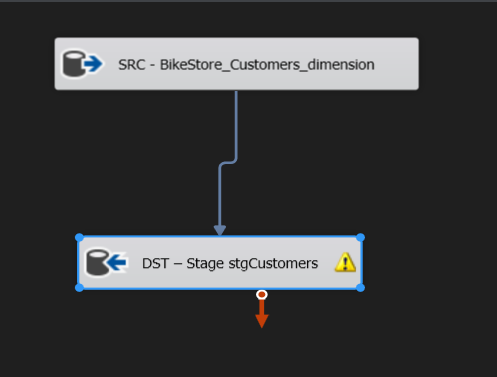 SRC - BikeStore_Customers_dimension
DST – Stage stgCustomers